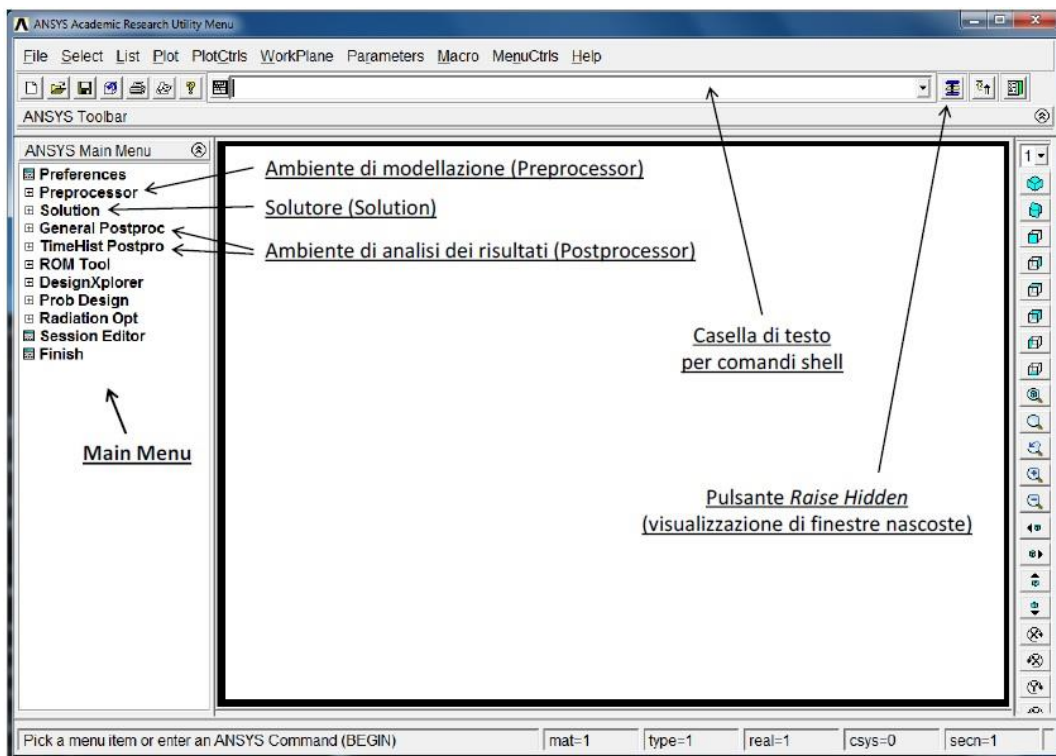 ANSYS Academic Research Utility Menu
File Select List Plot PlotCtrls WorkPlane Parameters Macro MenuCtrls Help
ANSYS Toolbar
ANSYS Main Menu
1
Preferences
Preprocessor
Solution
General Postproc
TimeHist Postpro
ROM Tool
DesignXplorer
Prob Design
Radiation Opt
Session Editor
Finish
Ambiente di modellazione (Preprocessor)
Solutore (Solution)
Ambiente di analisi dei risultati (Postprocessor)
Casella di testo
per comandi shell
Main Menu
Pulsante Raise Hidden
(visualizzazione di finestre nascoste)
Pick a menu item or enter an ANSYS Command (BEGIN) mat=1 type=1 real=1 csys=0 secn=1